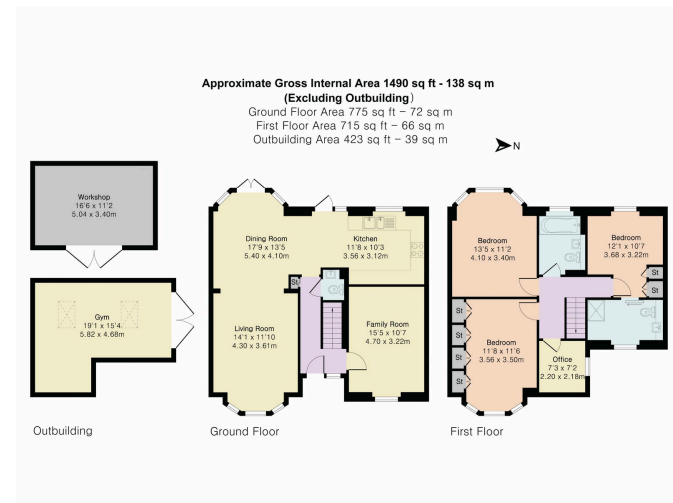 Approximate Gross Internal Area 1490 sq ft - 138 sq m
(Excluding Outbuilding)
Ground Floor Area 775 sq ft – 72 sq m
First Floor Area 715 sq ft – 66 sq m
Outbuilding Area 423 sq ft – 39 sq m
N
Workshop
16'6 x 11'2
5.04 x 3.40m
Gym
19'1 x 15'4
5.82 x 4.68m
Outbuilding
Dining Room
17'9 x 13'5
5.40 x 4.10m
Kitchen
11'8 x 10'3
3.56 x 3.12m
St
Living Room
14'1 x 11'10
4.30 x 3.61m
Family Room
15'5 x 10'7
4.70 x 3.22m
Ground Floor
Bedroom
13'5 x 11'2
4.10 x 3.40m
Bedroom
12'1 x 10'7
3.68 x 3.22m
St
St
St
St
St
St
Bedroom
11'8 x 11'6
3.56 x 3.50m
Office
7'3 x 7'2
2.20 x 2.18m
First Floor